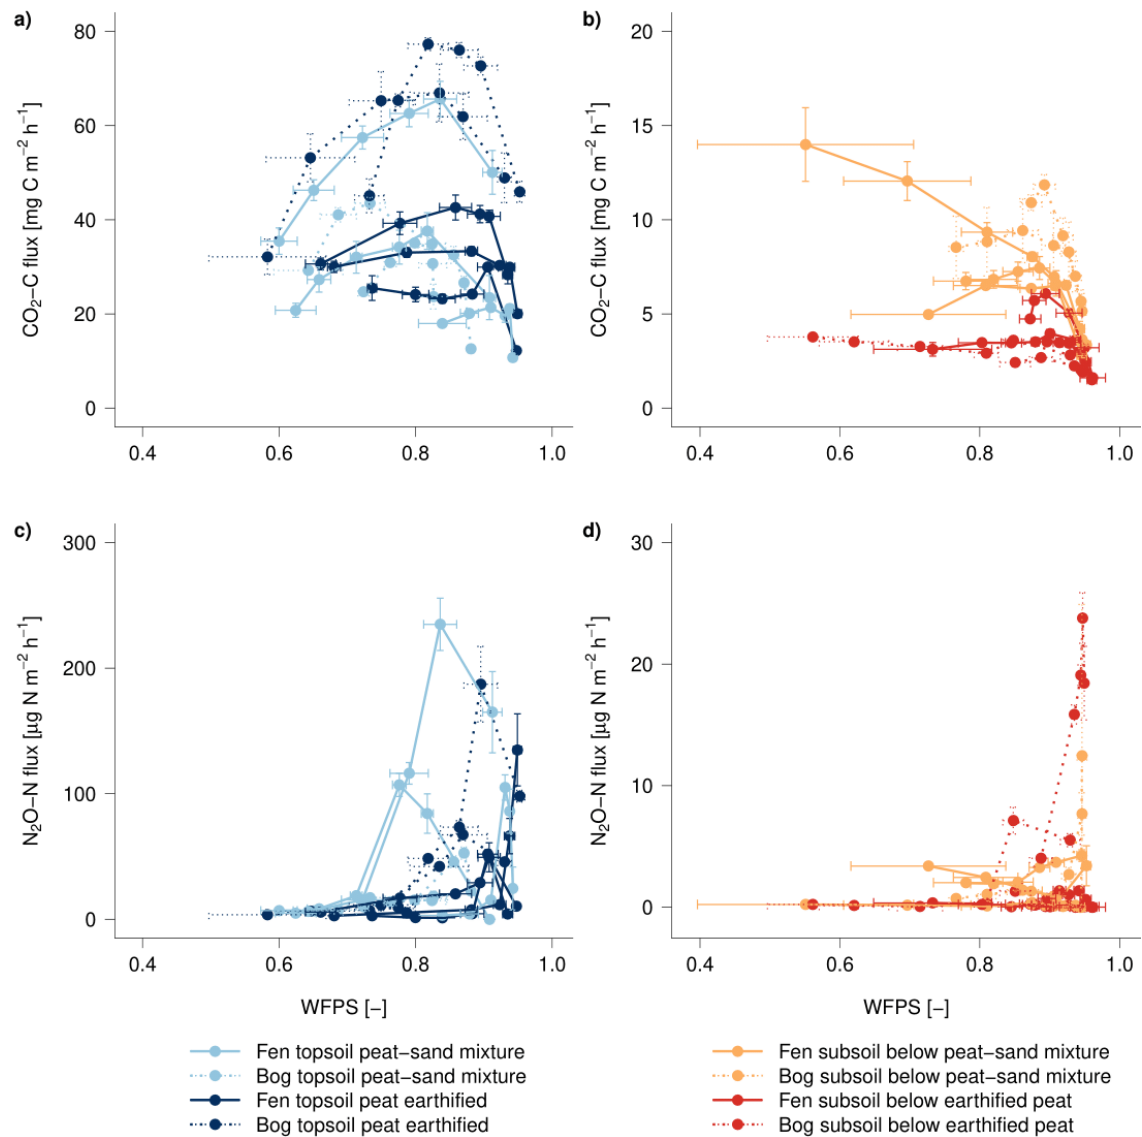 a)
80
60
40
20
0
CO₂−C flux [mg C m⁻² h⁻¹]
0.4 0.6 0.8 1.0
b)
20
15
10
5
0
CO₂−C flux [mg C m⁻² h⁻¹]
0.4 0.6 0.8 1.0
c)
300
200
100
0
N₂O−N flux [µg N m⁻² h⁻¹]
0.4 0.6 0.8 1.0
WFPS [−]
d)
30
20
10
0
N₂O−N flux [µg N m⁻² h⁻¹]
0.4 0.6 0.8 1.0
WFPS [−]
Fen topsoil peat−sand mixture
Bog topsoil peat−sand mixture
Fen topsoil peat earthified
Bog topsoil peat earthified
Fen subsoil below peat−sand mixture
Bog subsoil below peat−sand mixture
Fen subsoil below earthified peat
Bog subsoil below earthified peat